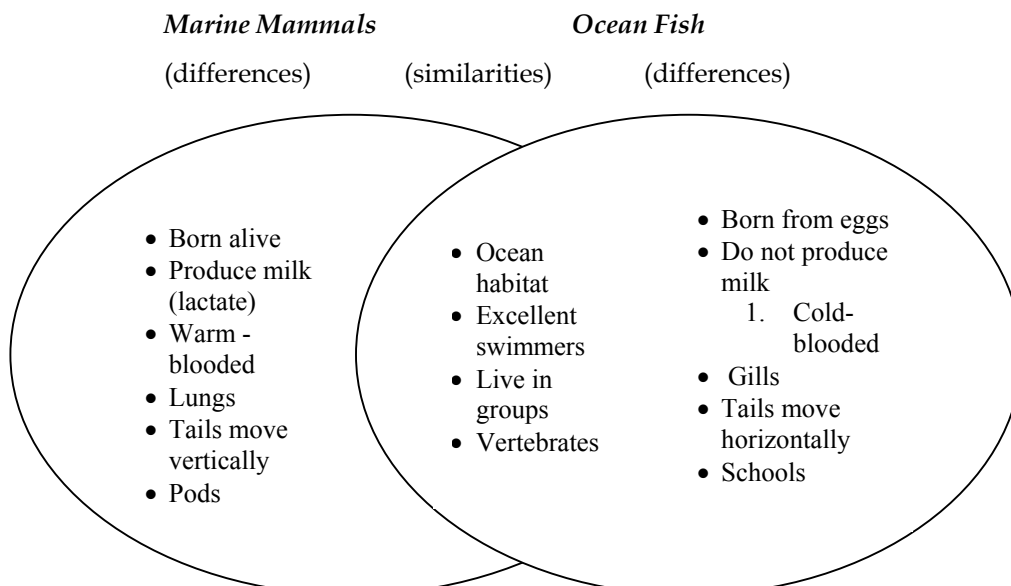 Marine Mammals Ocean Fish
(differences) (similarities) (differences)
• Born alive
• Produce milk
(lactate)
• Warm -
blooded
• Lungs
• Tails move
vertically
• Pods
• Ocean
habitat
• Excellent
swimmers
• Live in
groups
• Vertebrates
• Born from eggs
• Do not produce
milk
1. Cold-
blooded
• Gills
• Tails move
horizontally
• Schools